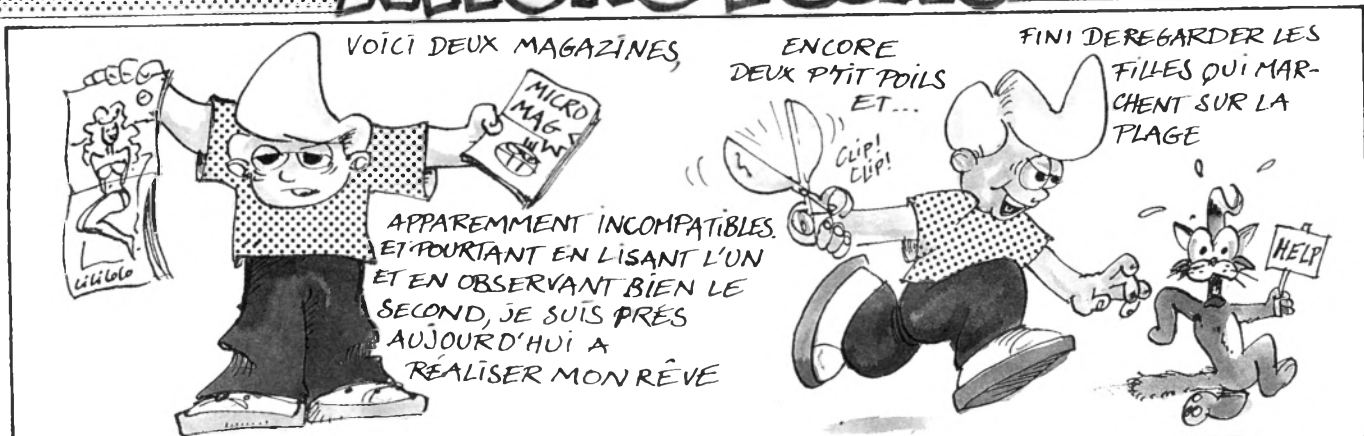 VOICI DEUX MAGAZINES,
LILILOLO
MICRO
MAG
APPAREMMENT INCOMPATIBLES.
ET POURTANT EN LISANT L'UN
ET EN OBSERVANT BIEN LE
SECOND, JE SUIS PRÈS
AUJOURD'HUI A
RÉALISER MON RÊVE
ENCORE
DEUX P'TIT POILS
ET...
CLIP!
CLIP!
FINI DE REGARDER LES
FILLES QUI MAR-
CHENT SUR LA
PLAGE
HELP